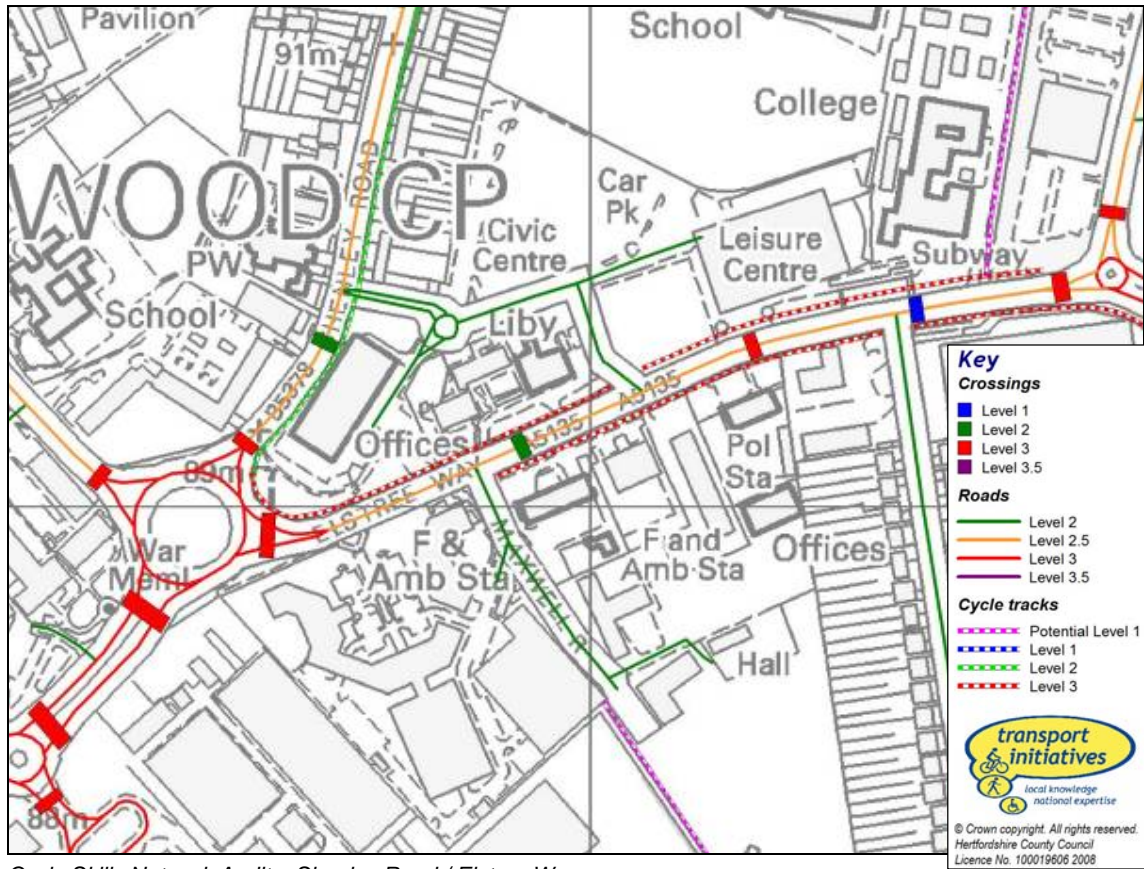 Pavilion
91m
School
College
WOOD CP
ROAD
Car
Pk
Civic
Centre
Leisure
Centre
Subway
PW
School
Liby
A5135
Offices
5135
Pol
Sta
ELSTREE WAY
89m
War
Meml
F &
Amb Sta
F and
Amb Sta
Offices
Hall
88m
Key
Crossings
Level 1
Level 2
Level 3
Level 3.5
Roads
Level 2
Level 2.5
Level 3
Level 3.5
Cycle tracks
Potential Level 1
Level 1
Level 2
Level 3
transport
initiatives
local knowledge
national expertise
© Crown copyright. All rights reserved.
Hertfordshire County Council
Licence No. 100019606 2008